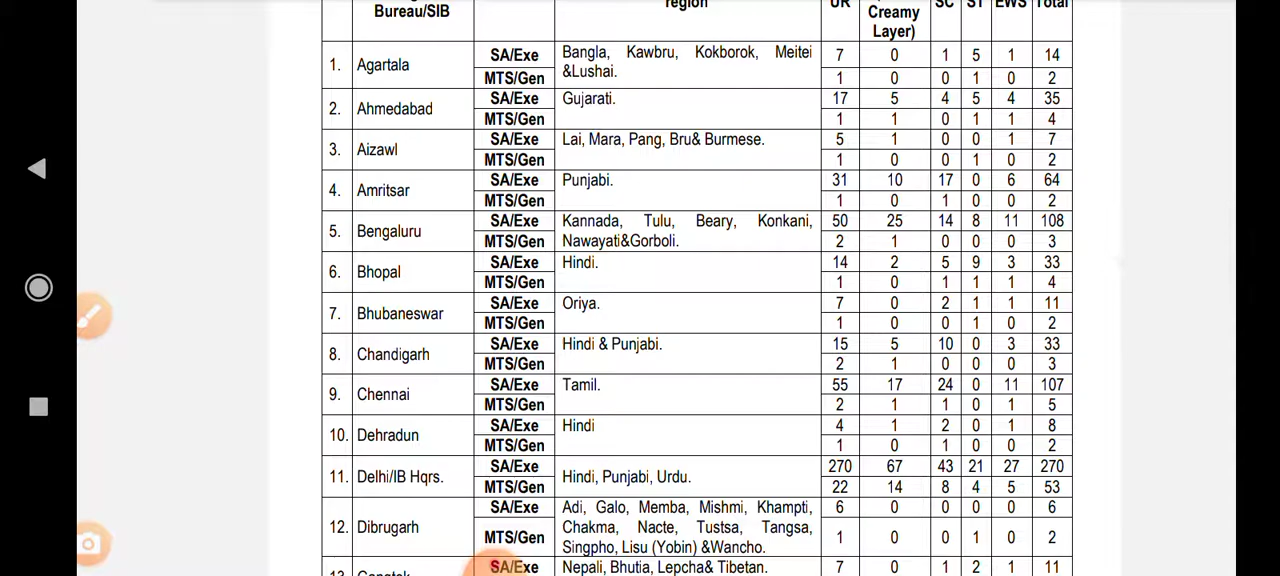 Bureau/SIB region UR Creamy Layer) SC ST EWS Total
1. Agartala SA/Exe Bangla, Kawbru, Kokborok, Meitei &Lushai. 7 0 1 5 1 14
MTS/Gen 1 0 0 1 0 2
2. Ahmedabad SA/Exe Gujarati. 17 5 4 5 4 35
MTS/Gen 1 1 0 1 1 4
3. Aizawl SA/Exe Lai, Mara, Pang, Bru& Burmese. 5 1 0 0 1 7
MTS/Gen 1 0 0 1 0 2
4. Amritsar SA/Exe Punjabi. 31 10 17 0 6 64
MTS/Gen 1 0 1 0 0 2
5. Bengaluru SA/Exe Kannada, Tulu, Beary, Konkani, Nawayati&Gorboli. 50 25 14 8 11 108
MTS/Gen 2 1 0 0 0 3
6. Bhopal SA/Exe Hindi. 14 2 5 9 3 33
MTS/Gen 1 0 1 1 1 4
7. Bhubaneswar SA/Exe Oriya. 7 0 2 1 1 11
MTS/Gen 1 0 0 1 0 2
8. Chandigarh SA/Exe Hindi & Punjabi. 15 5 10 0 3 33
MTS/Gen 2 1 0 0 0 3
9. Chennai SA/Exe Tamil. 55 17 24 0 11 107
MTS/Gen 2 1 1 0 1 5
10. Dehradun SA/Exe Hindi 4 1 2 0 1 8
MTS/Gen 1 0 1 0 0 2
11. Delhi/IB Hqrs. SA/Exe Hindi, Punjabi, Urdu. 270 67 43 21 27 270
MTS/Gen 22 14 8 4 5 53
12. Dibrugarh SA/Exe Adi, Galo, Memba, Mishmi, Khampti, Chakma, Nacte, Tustsa, Tangsa, Singpho, Lisu (Yobin) &Wancho. 6 0 0 0 0 6
MTS/Gen 1 0 0 1 0 2
13. Gangtok SA/Exe Nepali, Bhutia, Lepcha& Tibetan. 7 0 1 2 1 11